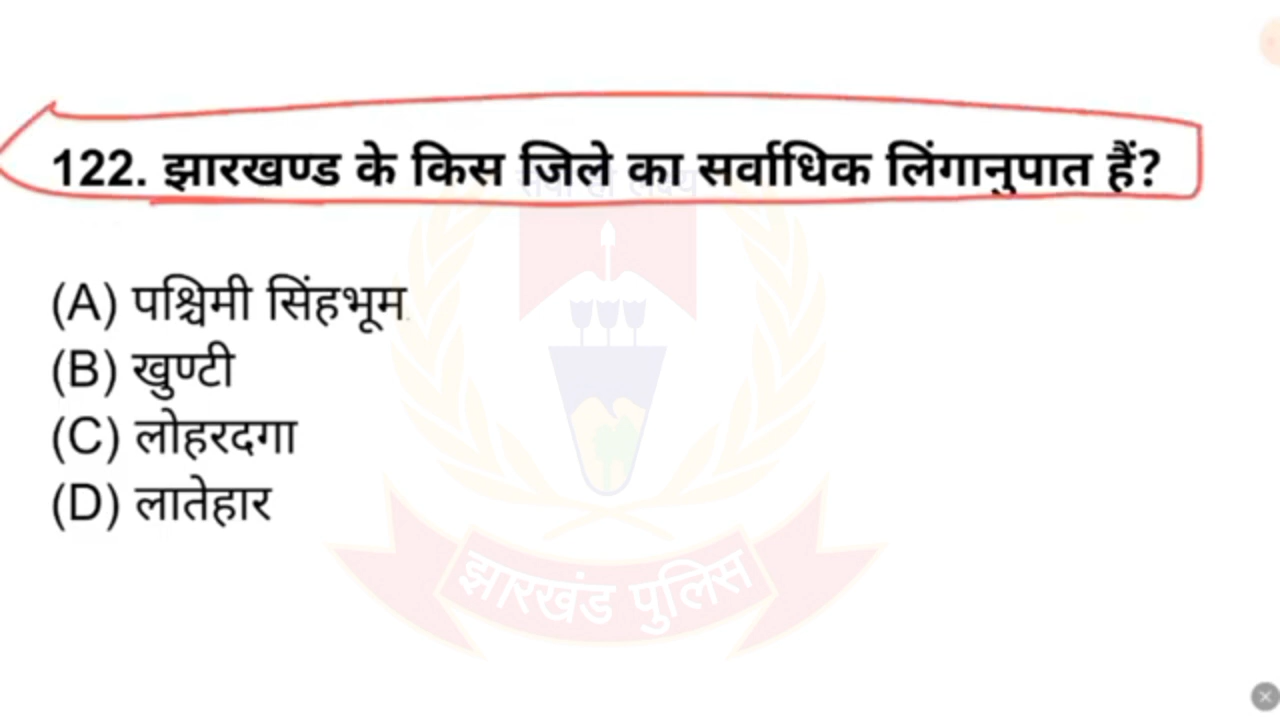 122. झारखण्ड के किस जिले का सर्वाधिक लिंगानुपात हैं?
(A) पश्चिमी सिंहभूम
(B) खुण्टी
(C) लोहरदगा
(D) लातेहार
झारखंड पुलिस